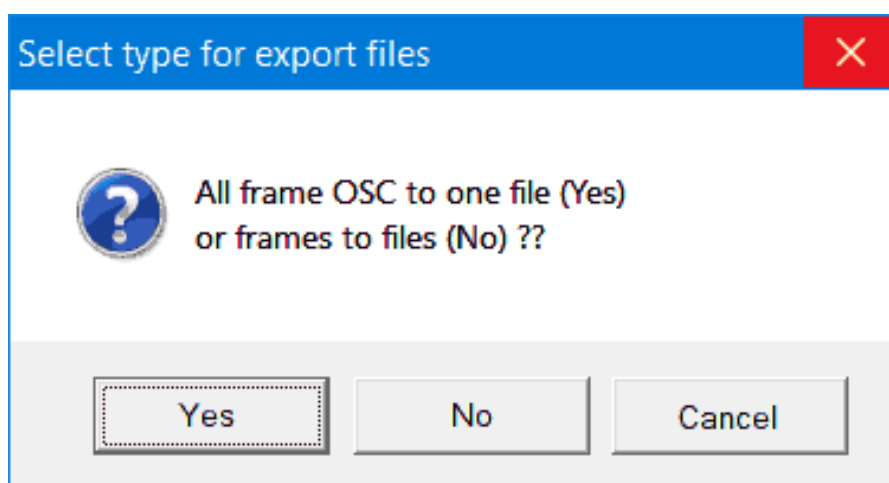 Select type for export files
All frame OSC to one file (Yes)
or frames to files (No) ??
Yes No Cancel